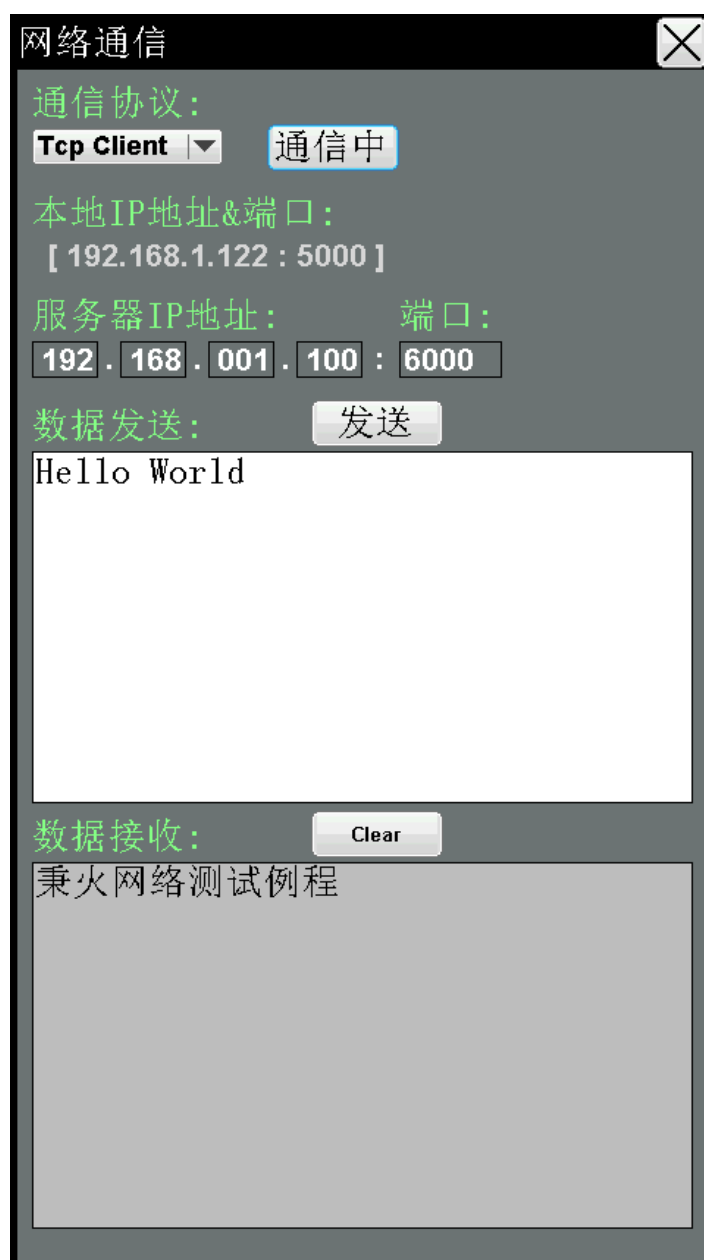 网络通信
通信协议:
Tcp Client 通信中
本地IP地址&端口:
[ 192.168.1.122 : 5000 ]
服务器IP地址: 端口:
192 . 168 . 001 . 100 : 6000
数据发送: 发送
Hello World
数据接收: Clear
秉火网络测试例程